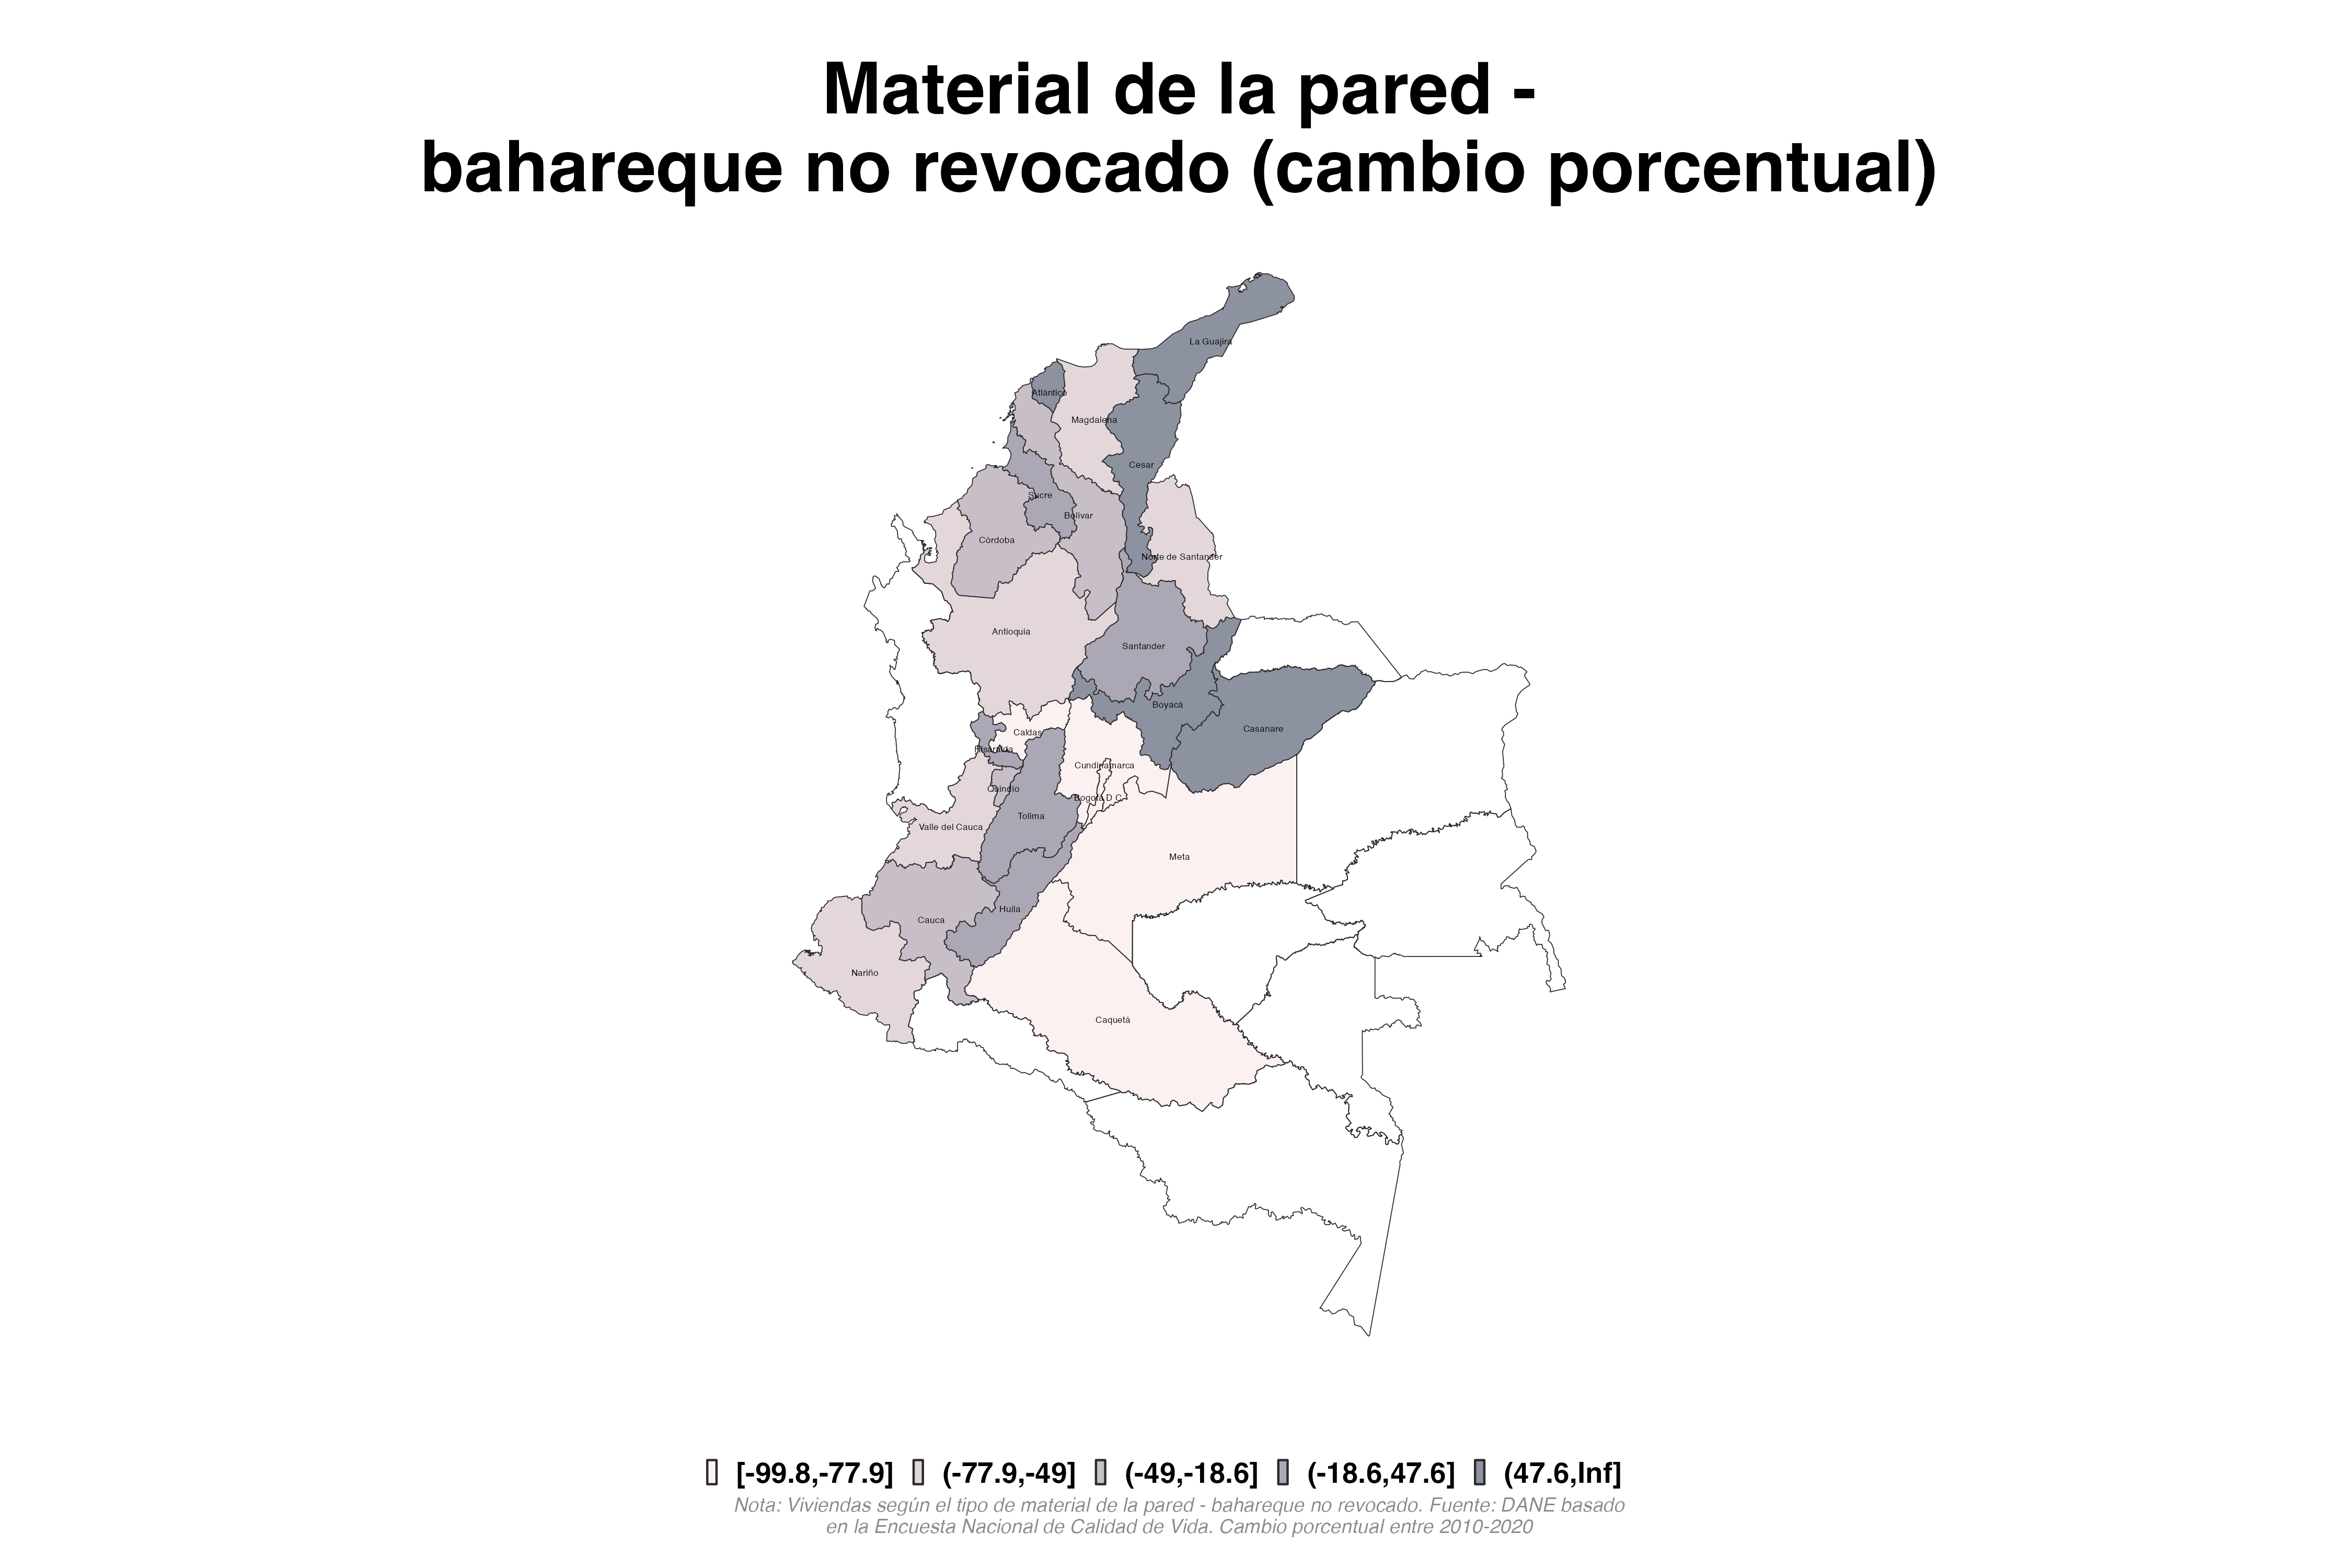 Material de la pared -
bahareque no revocado (cambio porcentual)
La Guajira
Atlántico
Magdalena
Cesar
Sucre
Bolívar
Córdoba
Norte de Santander
Antioquia
Santander
Boyacá
Casanare
Caldas
Risaralda
Cundinamarca
Quindío
Bogotá D C
Tolima
Valle del Cauca
Meta
Huila
Cauca
Nariño
Caquetá
[-99.8,-77.9] (-77.9,-49] (-49,-18.6] (-18.6,47.6] (47.6,Inf]
Nota: Viviendas según el tipo de material de la pared - bahareque no revocado. Fuente: DANE basado
en la Encuesta Nacional de Calidad de Vida. Cambio porcentual entre 2010-2020